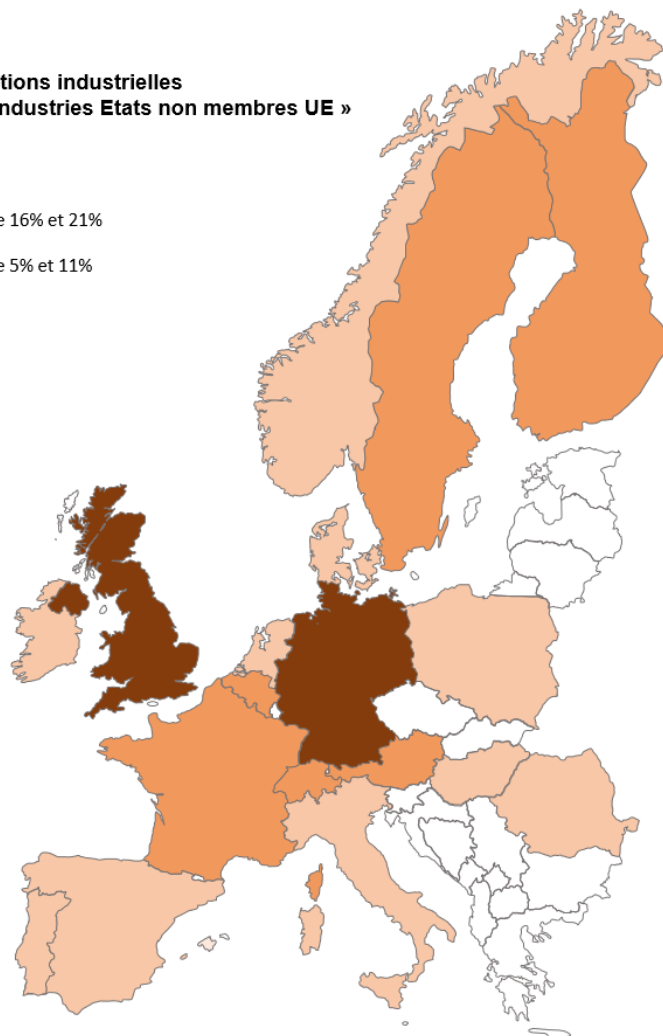 tions industrielles
ndustries Etats non membres UE »
e 16% et 21%
e 5% et 11%